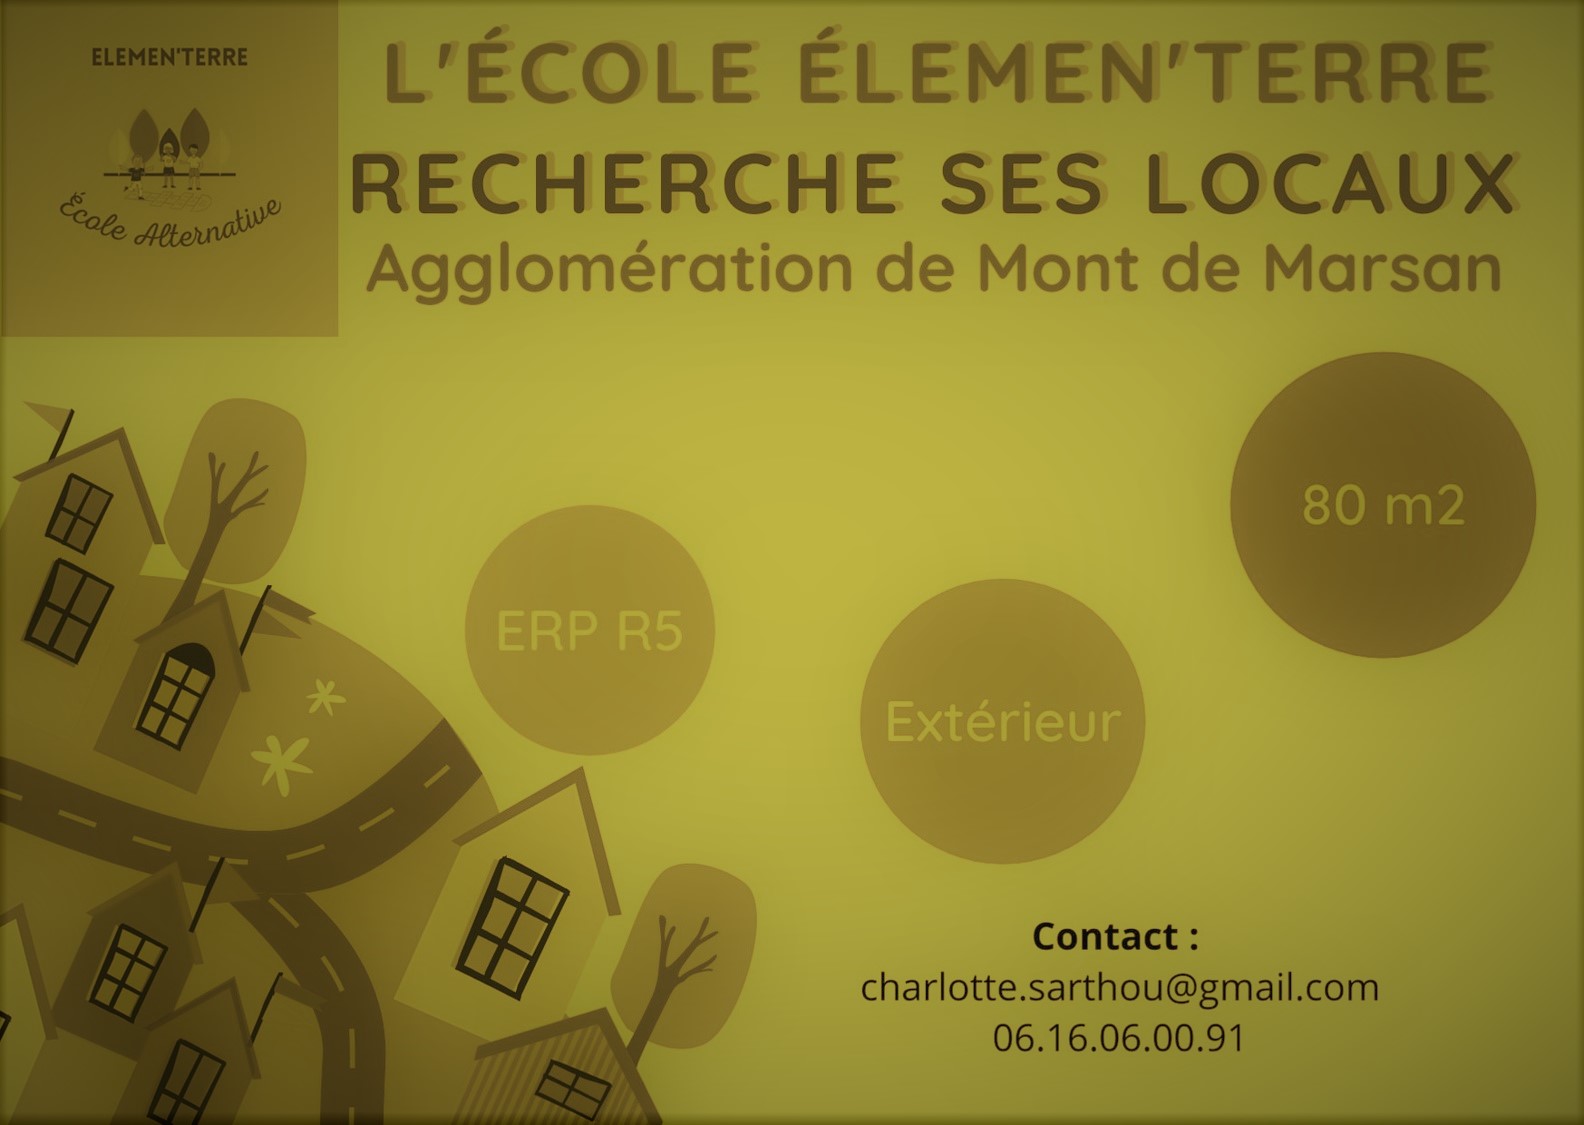 ELEMEN'TERRE
École Alternative
L'ÉCOLE ÉLEMEN'TERRE
RECHERCHE SES LOCAUX
Agglomération de Mont de Marsan
80 m2
ERP R5
Extérieur
Contact :
charlotte.sarthou@gmail.com
06.16.06.00.91